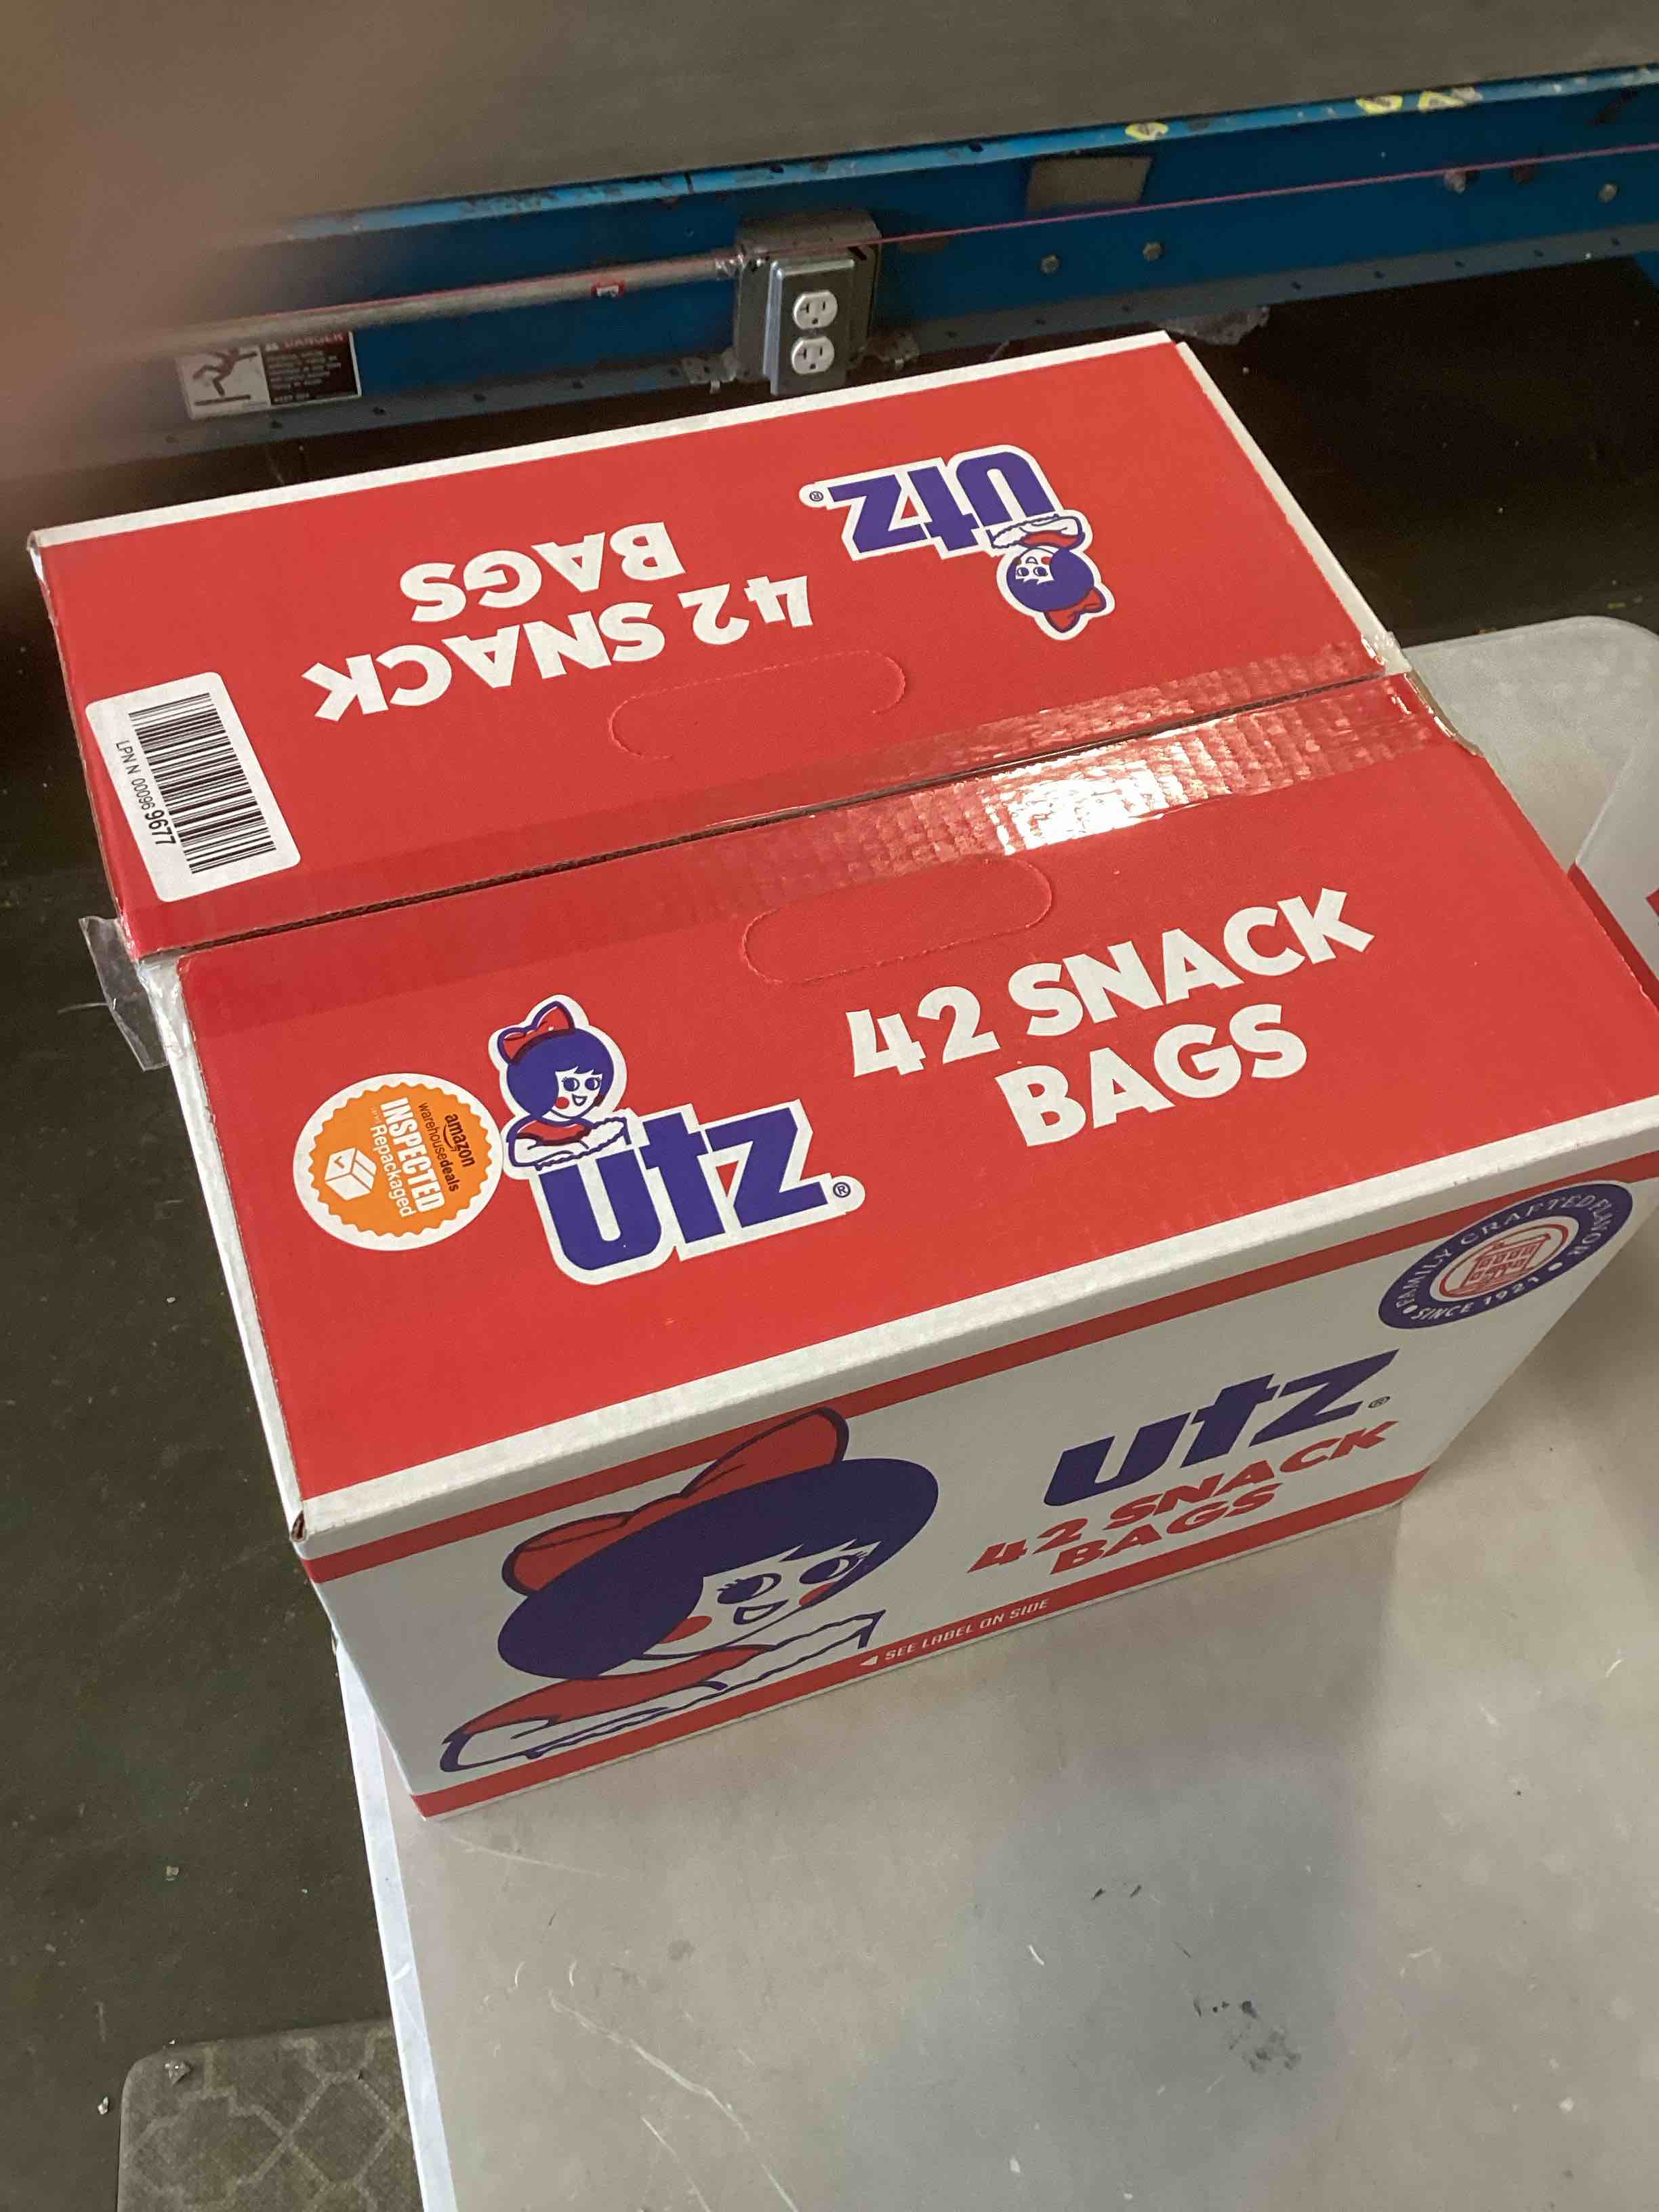 DANGER
utz®
42 SNACK
BAGS
LPNN 00096 9677
42 SNACK
BAGS
utz®
amazon
warehousedeals
INSPECTED
Repackaged
FAMILY CRAFTED FLAVOR
SINCE 1921
utz®
42 SNACK
BAGS
SEE LABEL ON SIDE